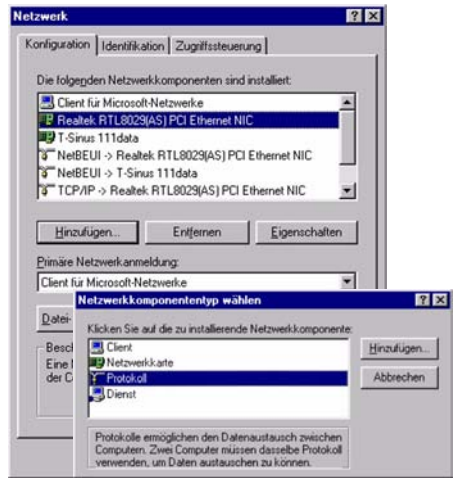 Netzwerk
Konfiguration Identifikation Zugriffssteuerung
Die folgenden Netzwerkkomponenten sind installiert:
Client für Microsoft-Netzwerke
Realtek RTL8029(AS) PCI Ethernet NIC
T-Sinus 111data
NetBEUI -> Realtek RTL8029(AS) PCI Ethernet NIC
NetBEUI -> T-Sinus 111data
TCP/IP -> Realtek RTL8029(AS) PCI Ethernet NIC
Hinzufügen... Entfernen Eigenschaften
Primäre Netzwerkanmeldung:
Client für Microsoft-Netzwerke
Datei-
Besch
Eine
der C
Netzwerkkomponententyp wählen
Klicken Sie auf die zu installierende Netzwerkkomponente:
Client
Netzwerkkarte
Protokoll
Dienst
Hinzufügen...
Abbrechen
Protokolle ermöglichen den Datenaustausch zwischen
Computern. Zwei Computer müssen dasselbe Protokoll
verwenden, um Daten austauschen zu können.